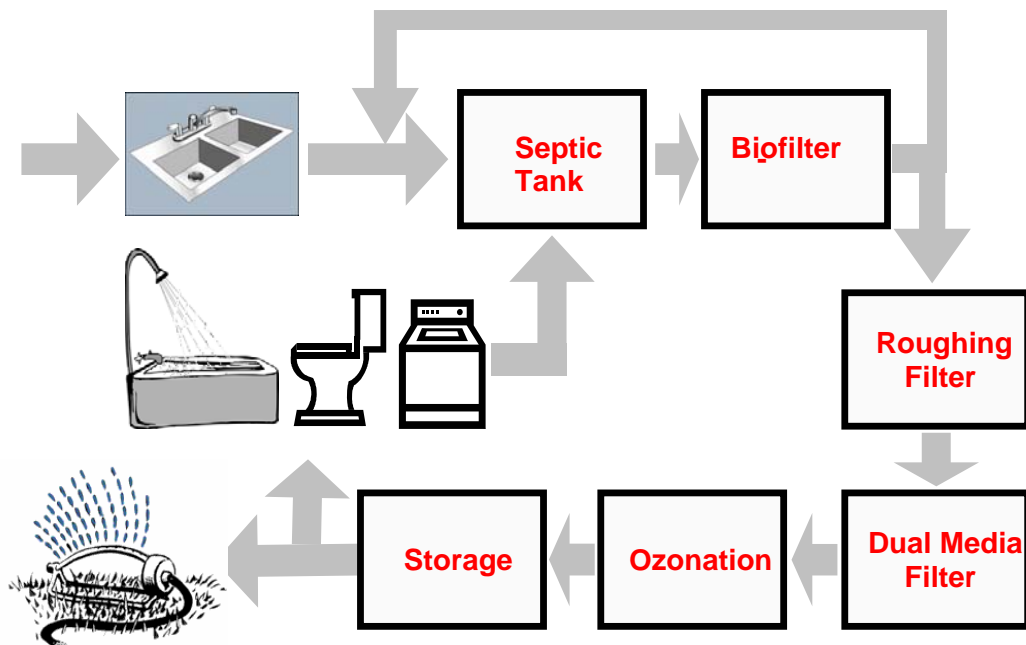 Septic
Tank
Biofilter
Roughing
Filter
Storage
Ozonation
Dual Media
Filter